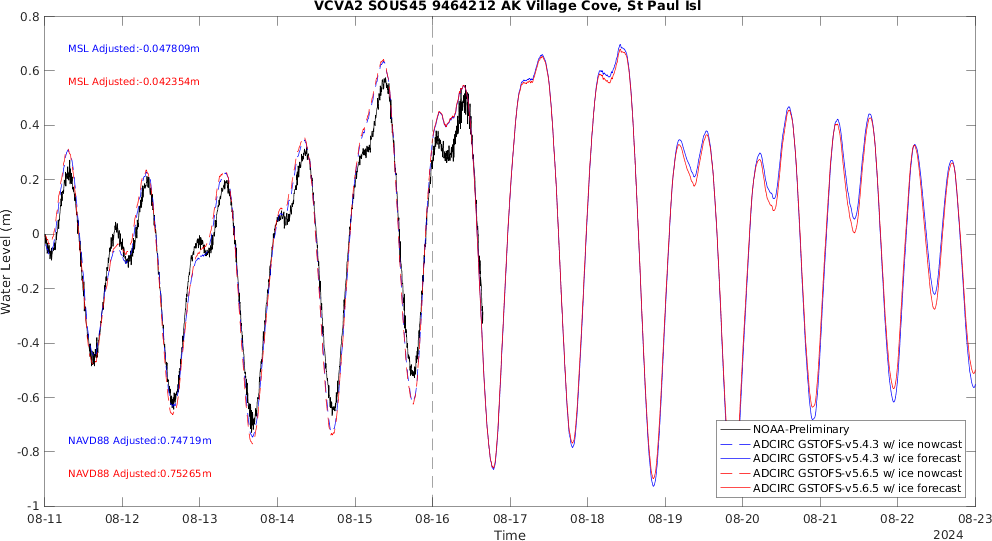 VCVA2 SOUS45 9464212 AK Village Cove, St Paul Isl
0.8
0.6
0.4
0.2
0
-0.2
-0.4
-0.6
-0.8
-1
Water Level (m)
MSL Adjusted:-0.047809m
MSL Adjusted:-0.042354m
NAVD88 Adjusted:0.74719m
NAVD88 Adjusted:0.75265m
NOAA-Preliminary
ADCIRC GSTOFS-v5.4.3 w/ ice nowcast
ADCIRC GSTOFS-v5.4.3 w/ ice forecast
ADCIRC GSTOFS-v5.6.5 w/ ice nowcast
ADCIRC GSTOFS-v5.6.5 w/ ice forecast
08-11 08-12 08-13 08-14 08-15 08-16 08-17 08-18 08-19 08-20 08-21 08-22 08-23
Time
2024